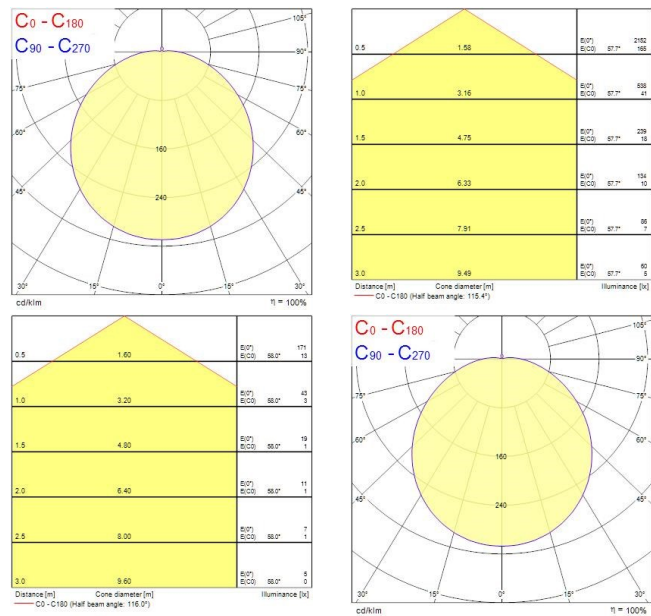 C0 - C180
C90 - C270
105°
90°
75°
60°
45°
30°
15°
0°
15°
30°
105°
90°
75°
60°
45°
160
240
cd/klm
η = 100%
0.5 1.58 E(0°) 2152
E(C0) 57.7° 165
1.0 3.16 E(0°) 538
E(C0) 57.7° 41
1.5 4.75 E(0°) 239
E(C0) 57.7° 18
2.0 6.33 E(0°) 134
E(C0) 57.7° 10
2.5 7.91 E(0°) 86
E(C0) 57.7° 7
3.0 9.49 E(0°) 60
E(C0) 57.7° 5
Distance [m] Cone diameter [m] Illuminance [lx]
C0 - C180 (Half beam angle: 115.4°)
0.5 1.60 E(0°) 171
E(C0) 58.0° 13
1.0 3.20 E(0°) 43
E(C0) 58.0° 3
1.5 4.80 E(0°) 19
E(C0) 58.0° 1
2.0 6.40 E(0°) 11
E(C0) 58.0° 1
2.5 8.00 E(0°) 7
E(C0) 58.0° 1
3.0 9.60 E(0°) 5
E(C0) 58.0° 0
Distance [m] Cone diameter [m] Illuminance [lx]
C0 - C180 (Half beam angle: 116.0°)
C0 - C180
C90 - C270
105°
90°
75°
75°
60°
60°
45°
45°
160
240
30°
15°
0°
15°
30°
cd/klm
η = 100%